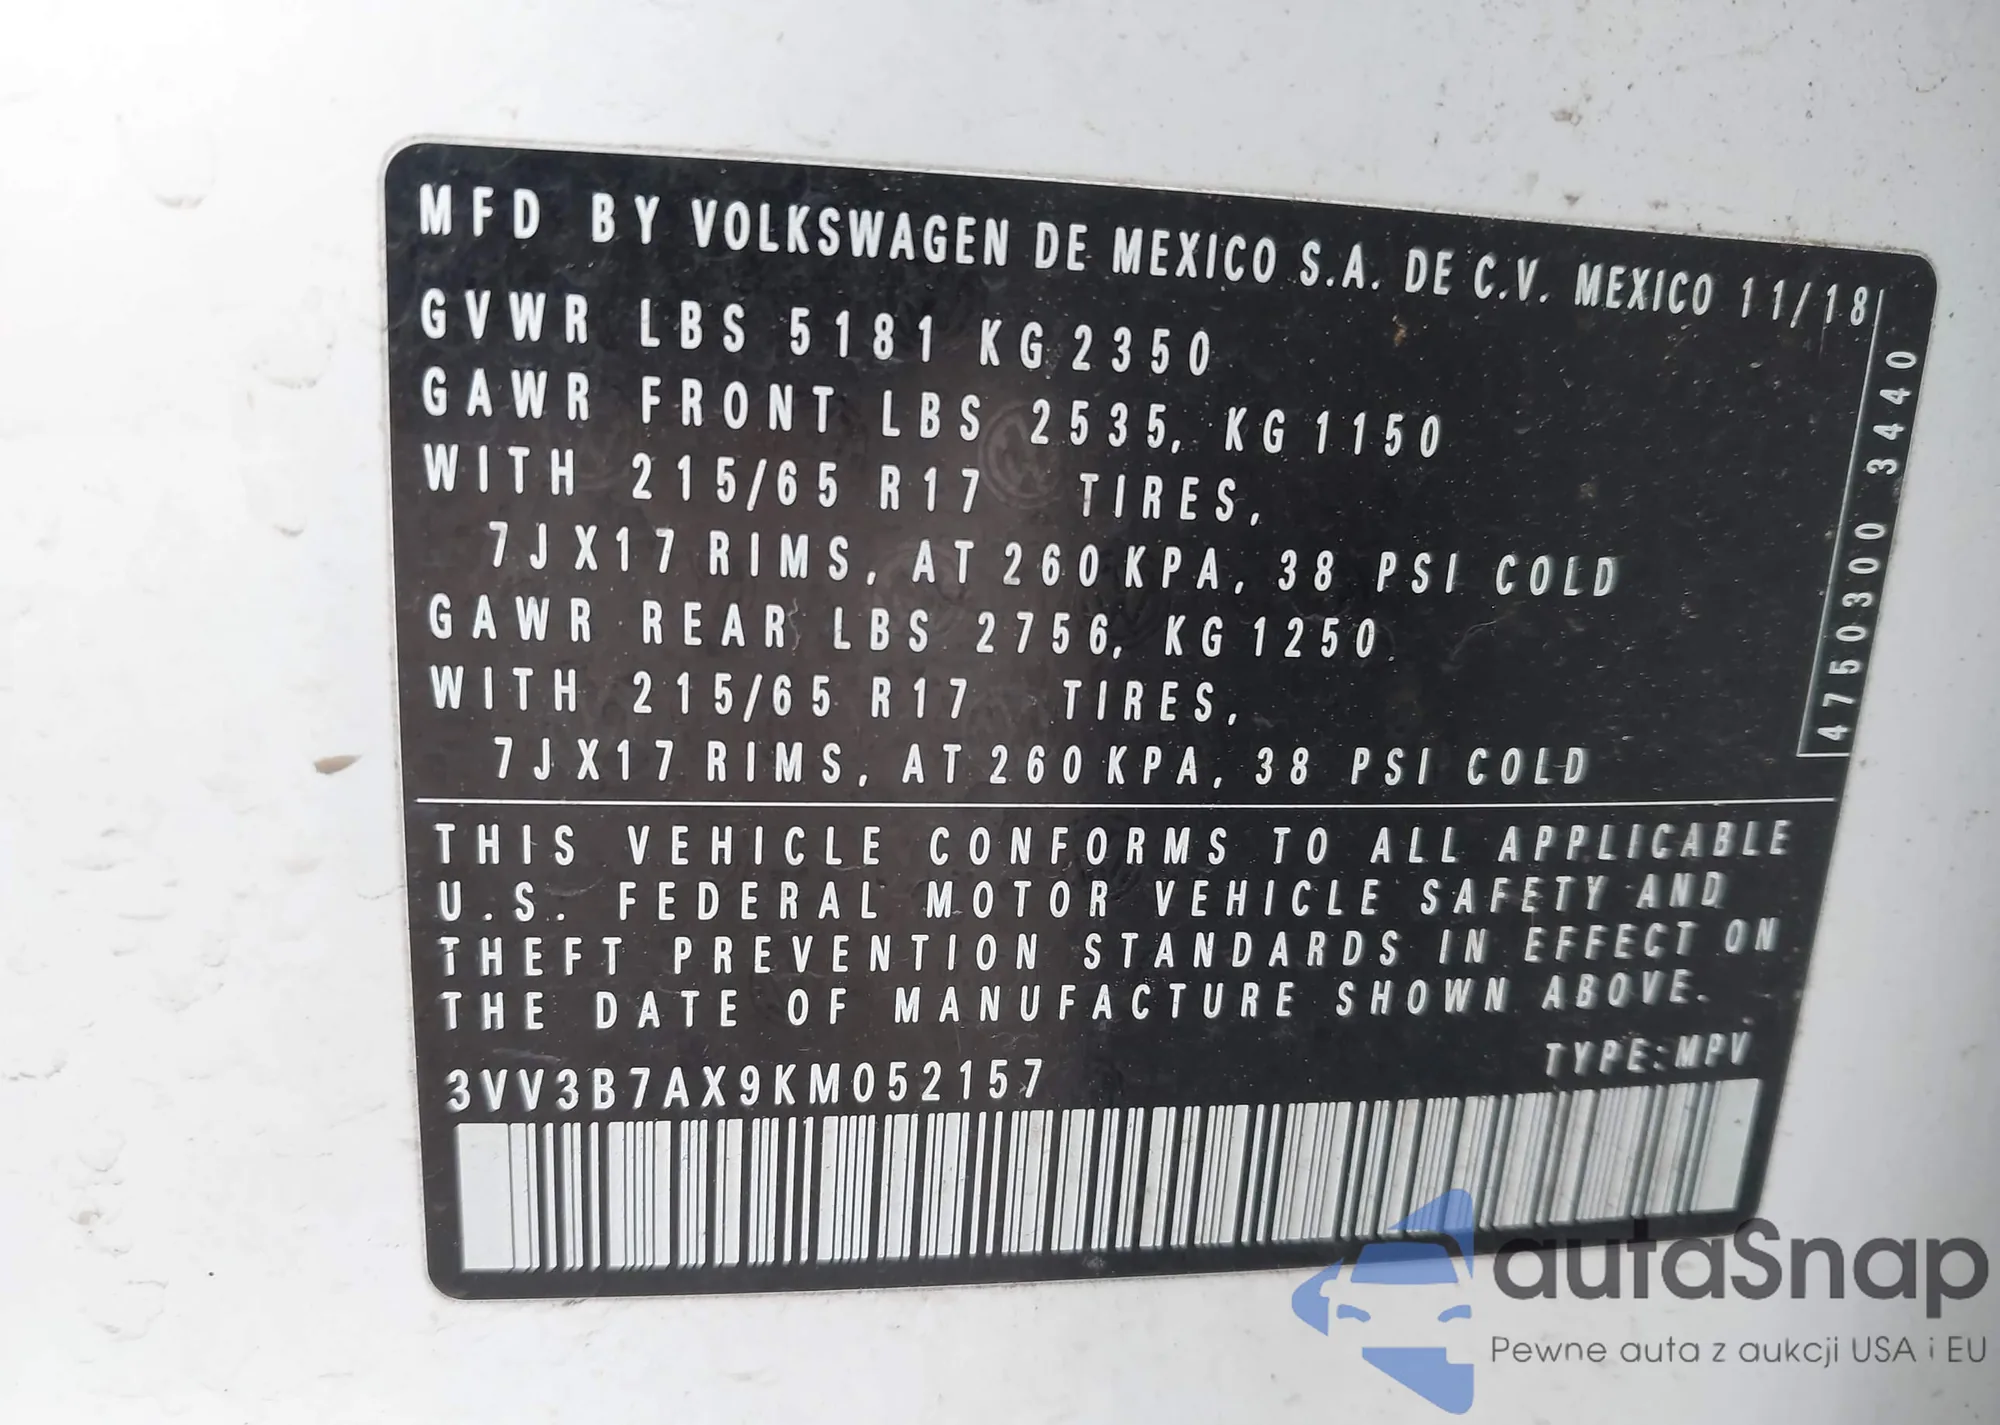 MFD BY VOLKSWAGEN DE MEXICO S.A. DE C.V. MEXICO 11/18
GVWR LBS 5181 KG 2350
GAWR FRONT LBS 2535, KG 1150
WITH 215/65 R17 TIRES,
7JX17 RIMS, AT 260 KPA, 38 PSI COLD
GAWR REAR LBS 2756, KG 1250
WITH 215/65 R17 TIRES,
7JX17 RIMS, AT 260 KPA, 38 PSI COLD
4750300 3440
THIS VEHICLE CONFORMS TO ALL APPLICABLE
U.S. FEDERAL MOTOR VEHICLE SAFETY AND
THEFT PREVENTION STANDARDS IN EFFECT ON
THE DATE OF MANUFACTURE SHOWN ABOVE.
TYPE:MPV
3VV3B7AX9KM052157
autaSnap
Pewne auta z aukcji USA i EU